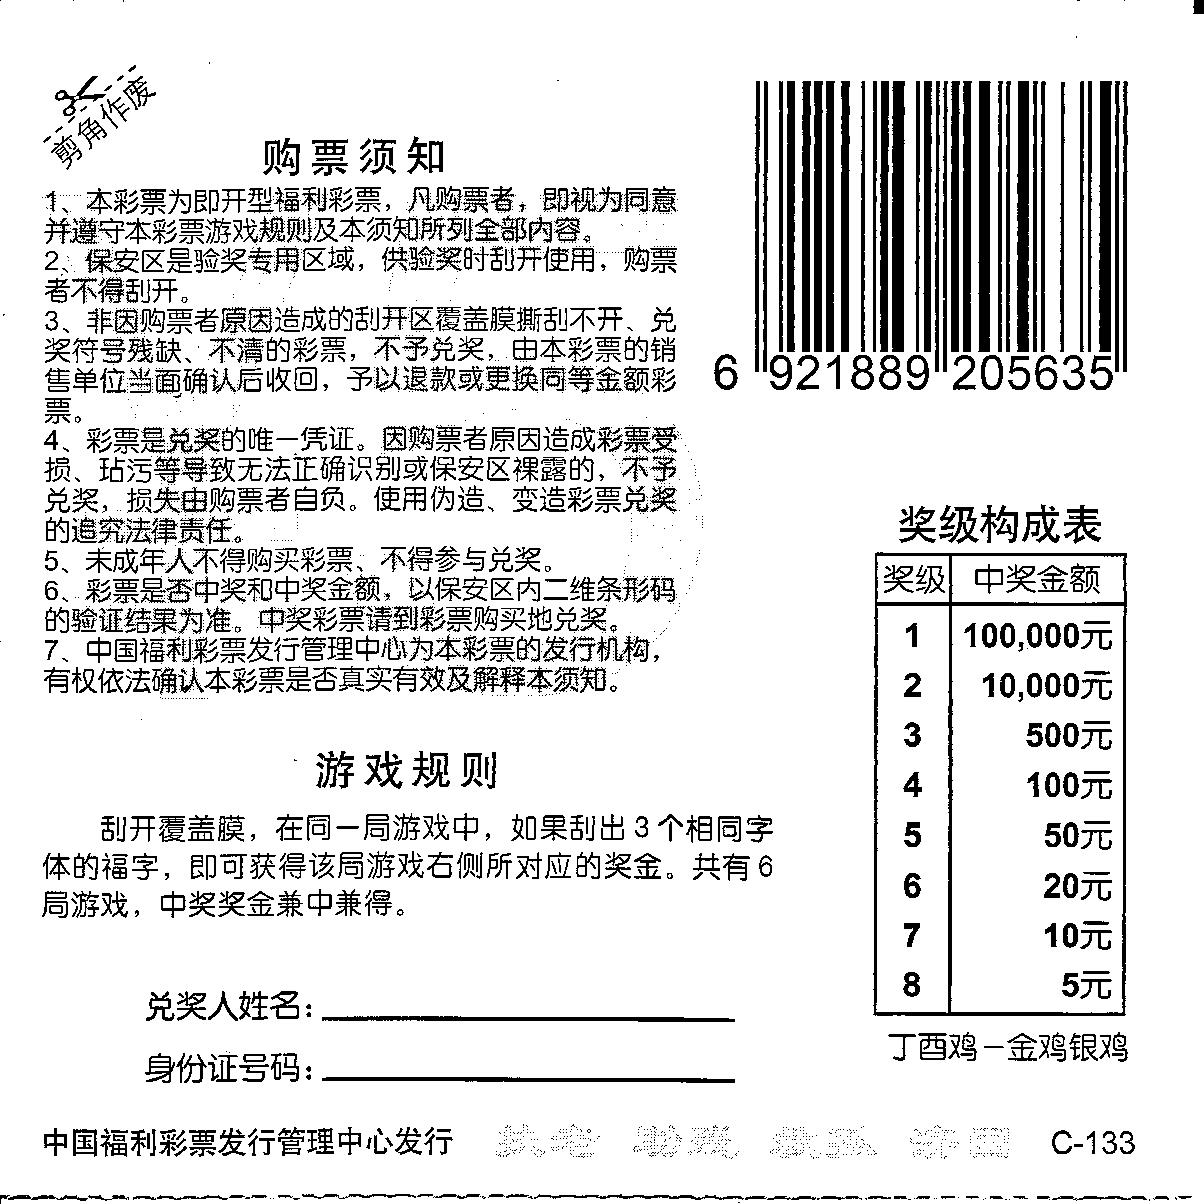 剪角作废
购票须知
1、本彩票为即开型福利彩票，凡购票者，即视为同意
并遵守本彩票游戏规则及本须知所列全部内容。
2、保安区是验奖专用区域，供验奖时刮开使用，购票
者不得刮开。
3、非因购票者原因造成的刮开区覆盖膜撕刮不开、兑
奖符号残缺、不清的彩票，不予兑奖，由本彩票的销
售单位当面确认后收回，予以退款或更换同等金额彩
票。
4、彩票是兑奖的唯一凭证。因购票者原因造成彩票受
损、玷污等导致无法正确识别或保安区裸露的，不予
兑奖，损失由购票者自负。使用伪造、变造彩票兑奖
的追究法律责任。
5、未成年人不得购买彩票、不得参与兑奖。
6、彩票是否中奖和中奖金额，以保安区内二维条形码
的验证结果为准。中奖彩票请到彩票购买地兑奖。
7、中国福利彩票发行管理中心为本彩票的发行机构，
有权依法确认本彩票是否真实有效及解释本须知。
6 921889 205635
奖级构成表
奖级 中奖金额
1 100,000元
2 10,000元
3 500元
4 100元
5 50元
6 20元
7 10元
8 5元
丁酉鸡－金鸡银鸡
游戏规则
刮开覆盖膜，在同一局游戏中，如果刮出3个相同字
体的福字，即可获得该局游戏右侧所对应的奖金。共有6
局游戏，中奖奖金兼中兼得。
兑奖人姓名：
身份证号码：
中国福利彩票发行管理中心发行 扶老 助残 救孤 济困 C-133